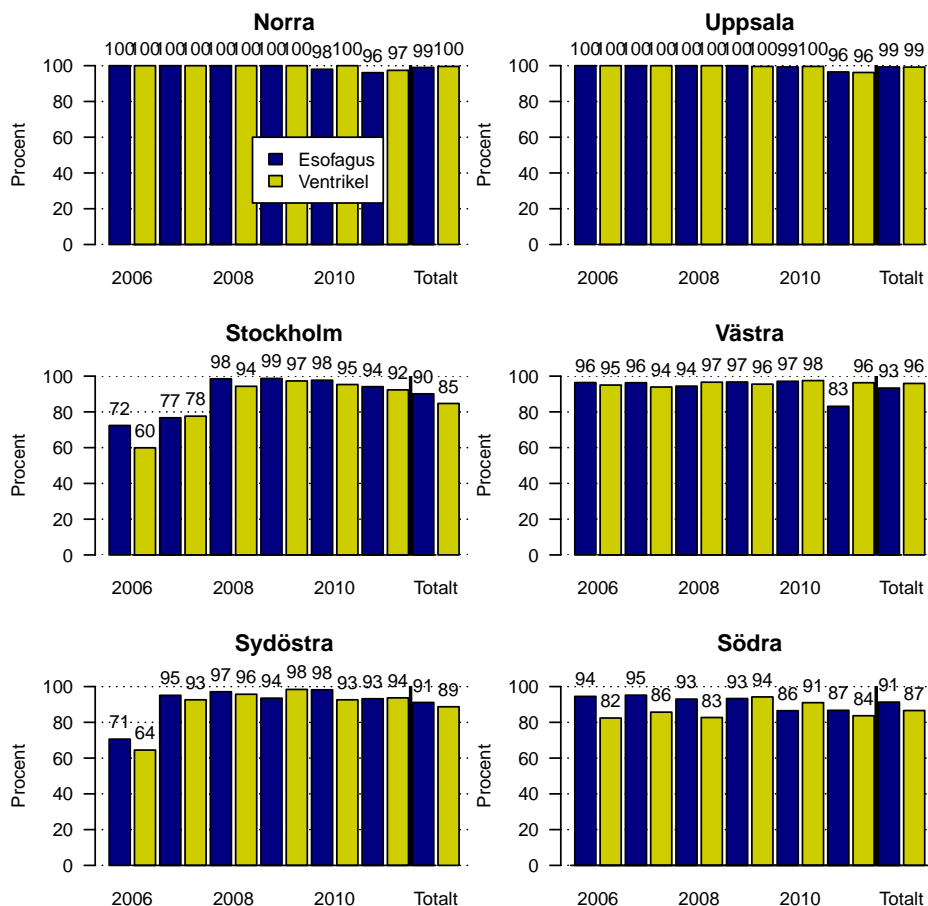 Norra
100 100 100 100 100 100 100 100 98 100 96 97 99 100
Procent
100
80
60
40
20
0
Esofagus
Ventrikel
2006 2008 2010 Totalt
Uppsala
100 100 100 100 100 100 100 100 99 100 96 96 99 99
Procent
100
80
60
40
20
0
2006 2008 2010 Totalt
Stockholm
72 60 77 78 98 94 99 97 98 95 94 92 90 85
Procent
100
80
60
40
20
0
2006 2008 2010 Totalt
Västra
96 95 96 94 94 97 97 96 97 98 83 96 93 96
Procent
100
80
60
40
20
0
2006 2008 2010 Totalt
Sydöstra
71 64 95 93 97 96 94 98 98 93 93 94 91 89
Procent
100
80
60
40
20
0
2006 2008 2010 Totalt
Södra
94 82 95 86 93 83 93 94 86 91 87 84 91 87
Procent
100
80
60
40
20
0
2006 2008 2010 Totalt